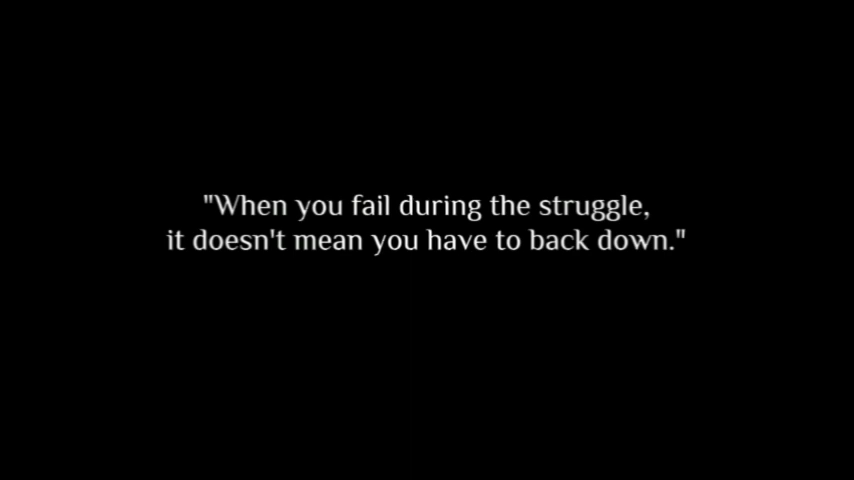 "When you fail during the struggle,
it doesn't mean you have to back down."